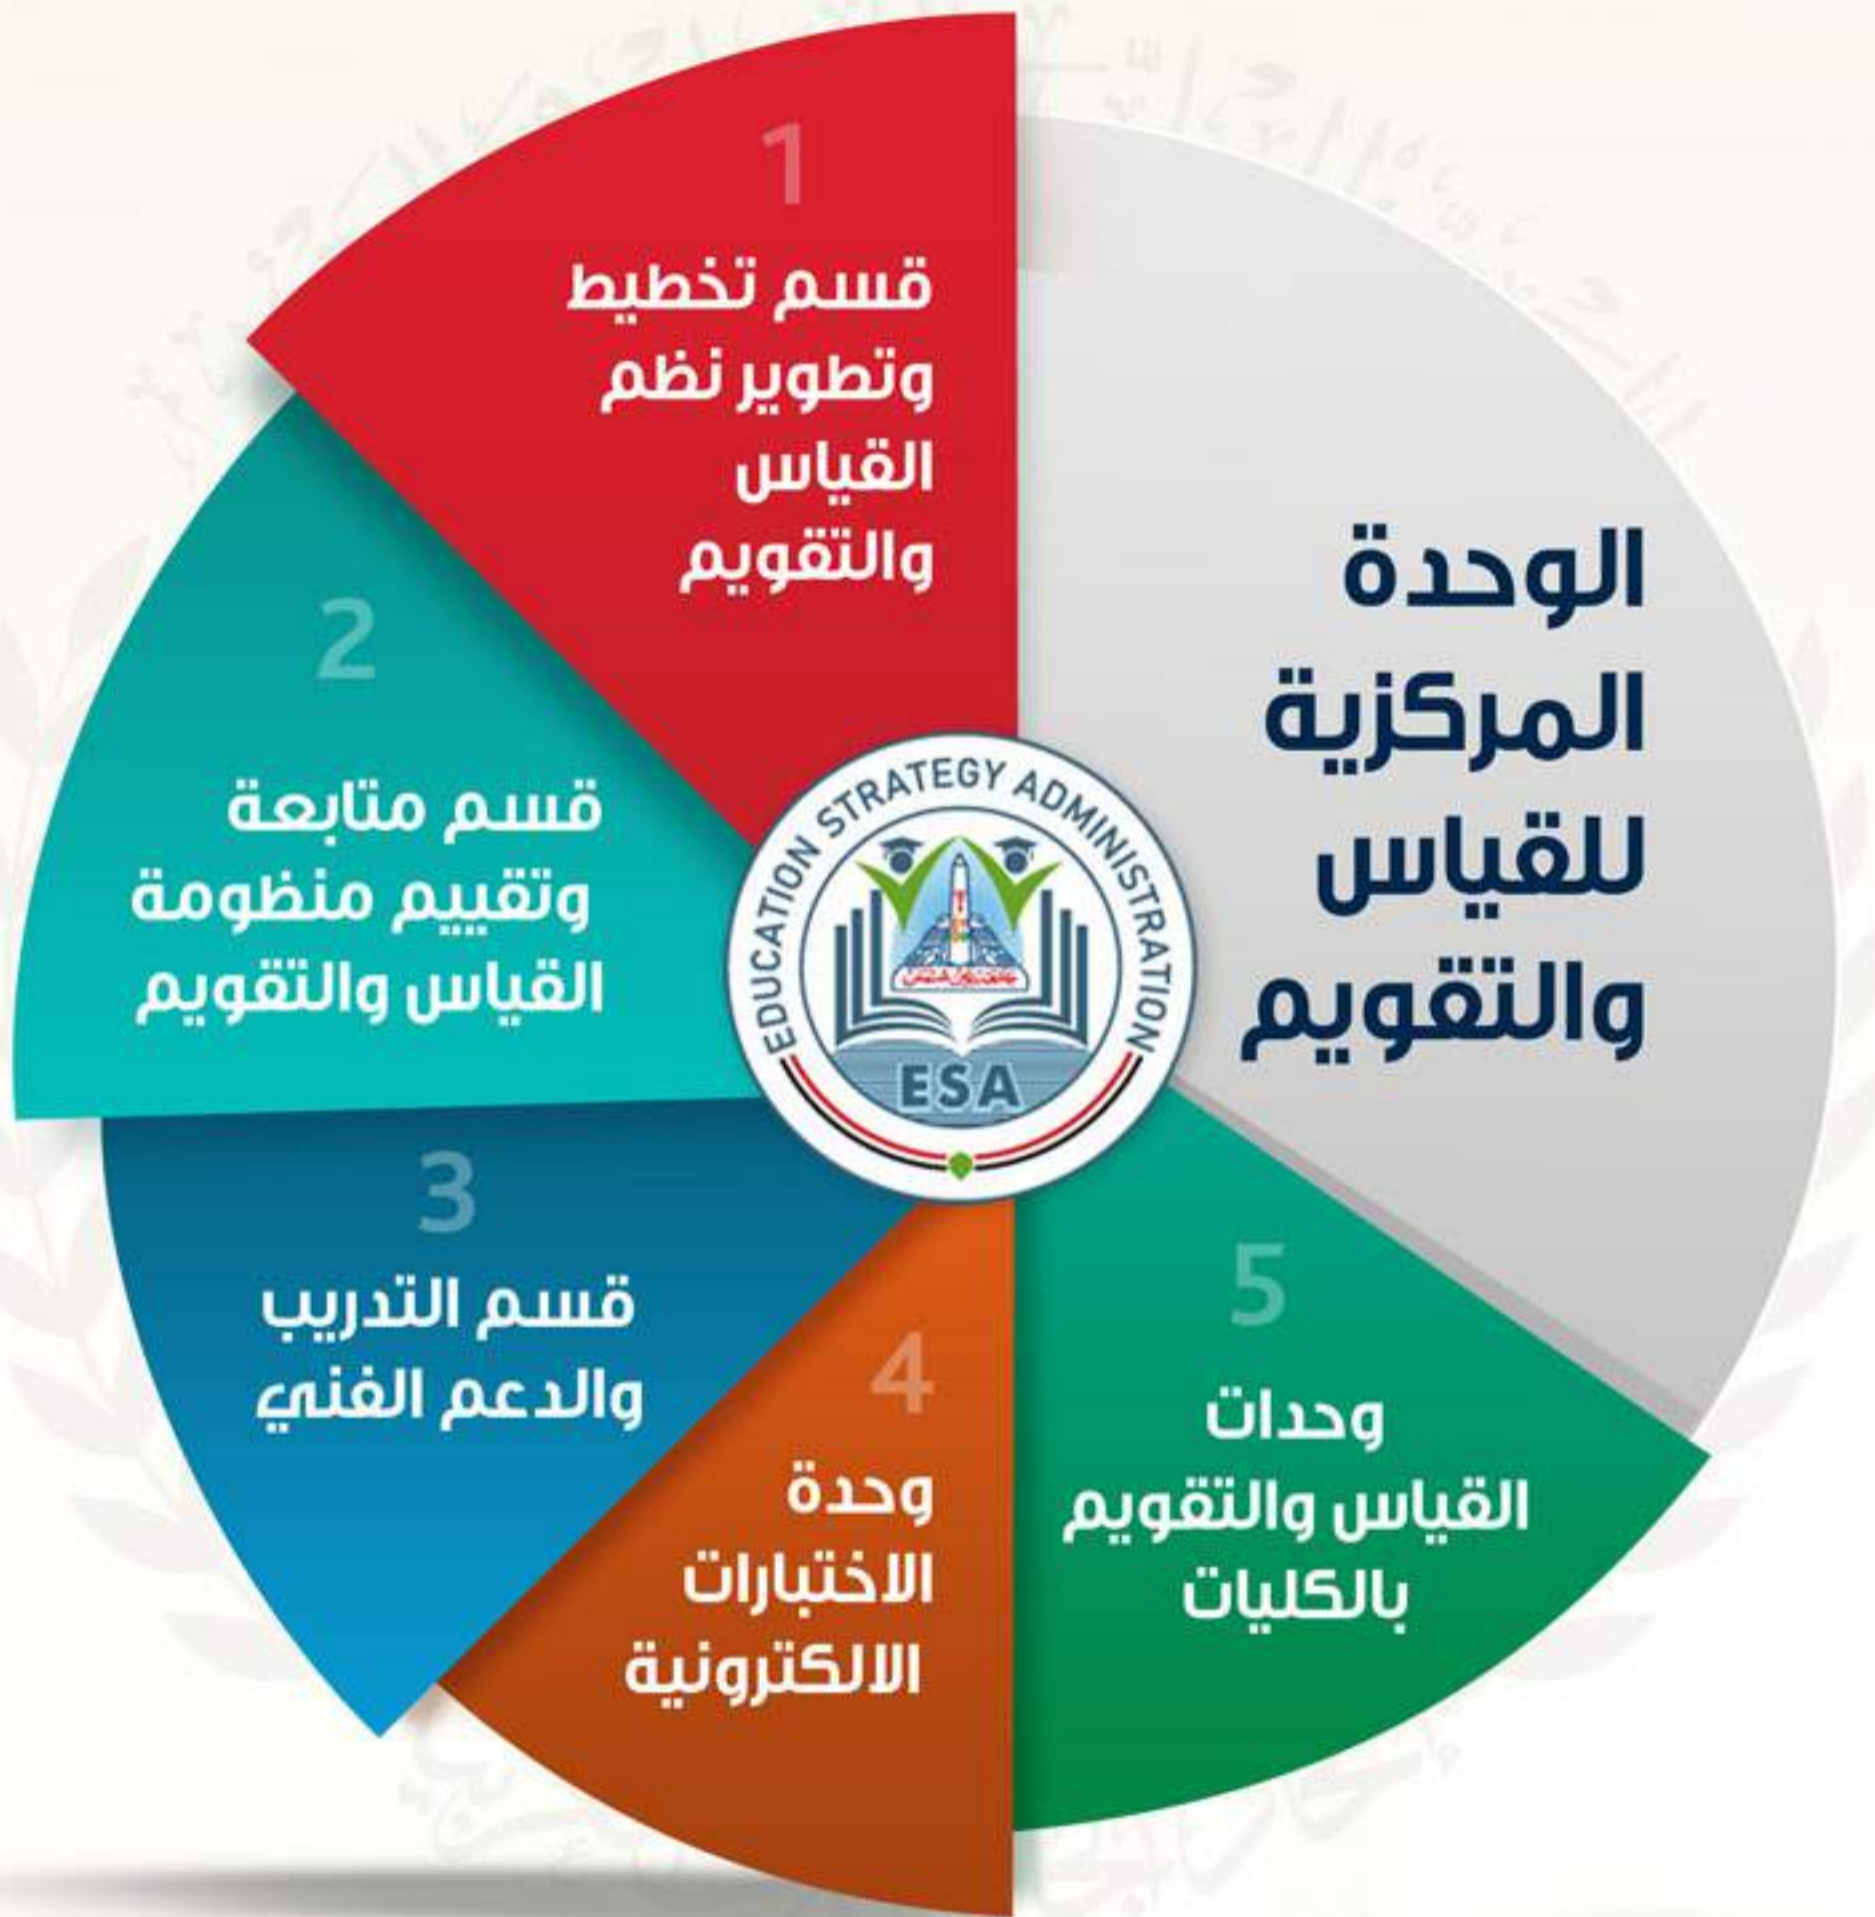 الوحدة
المركزية
للقياس
والتقويم
1
قسم تخطيط
وتطوير نظم
القياس
والتقويم
2
قسم متابعة
وتقييم منظومة
القياس والتقويم
3
قسم التدريب
والدعم الفني
4
وحدة
الاختبارات
الالكترونية
5
وحدات
القياس والتقويم
بالكليات
EDUCATION STRATEGY ADMINISTRATION
ESA